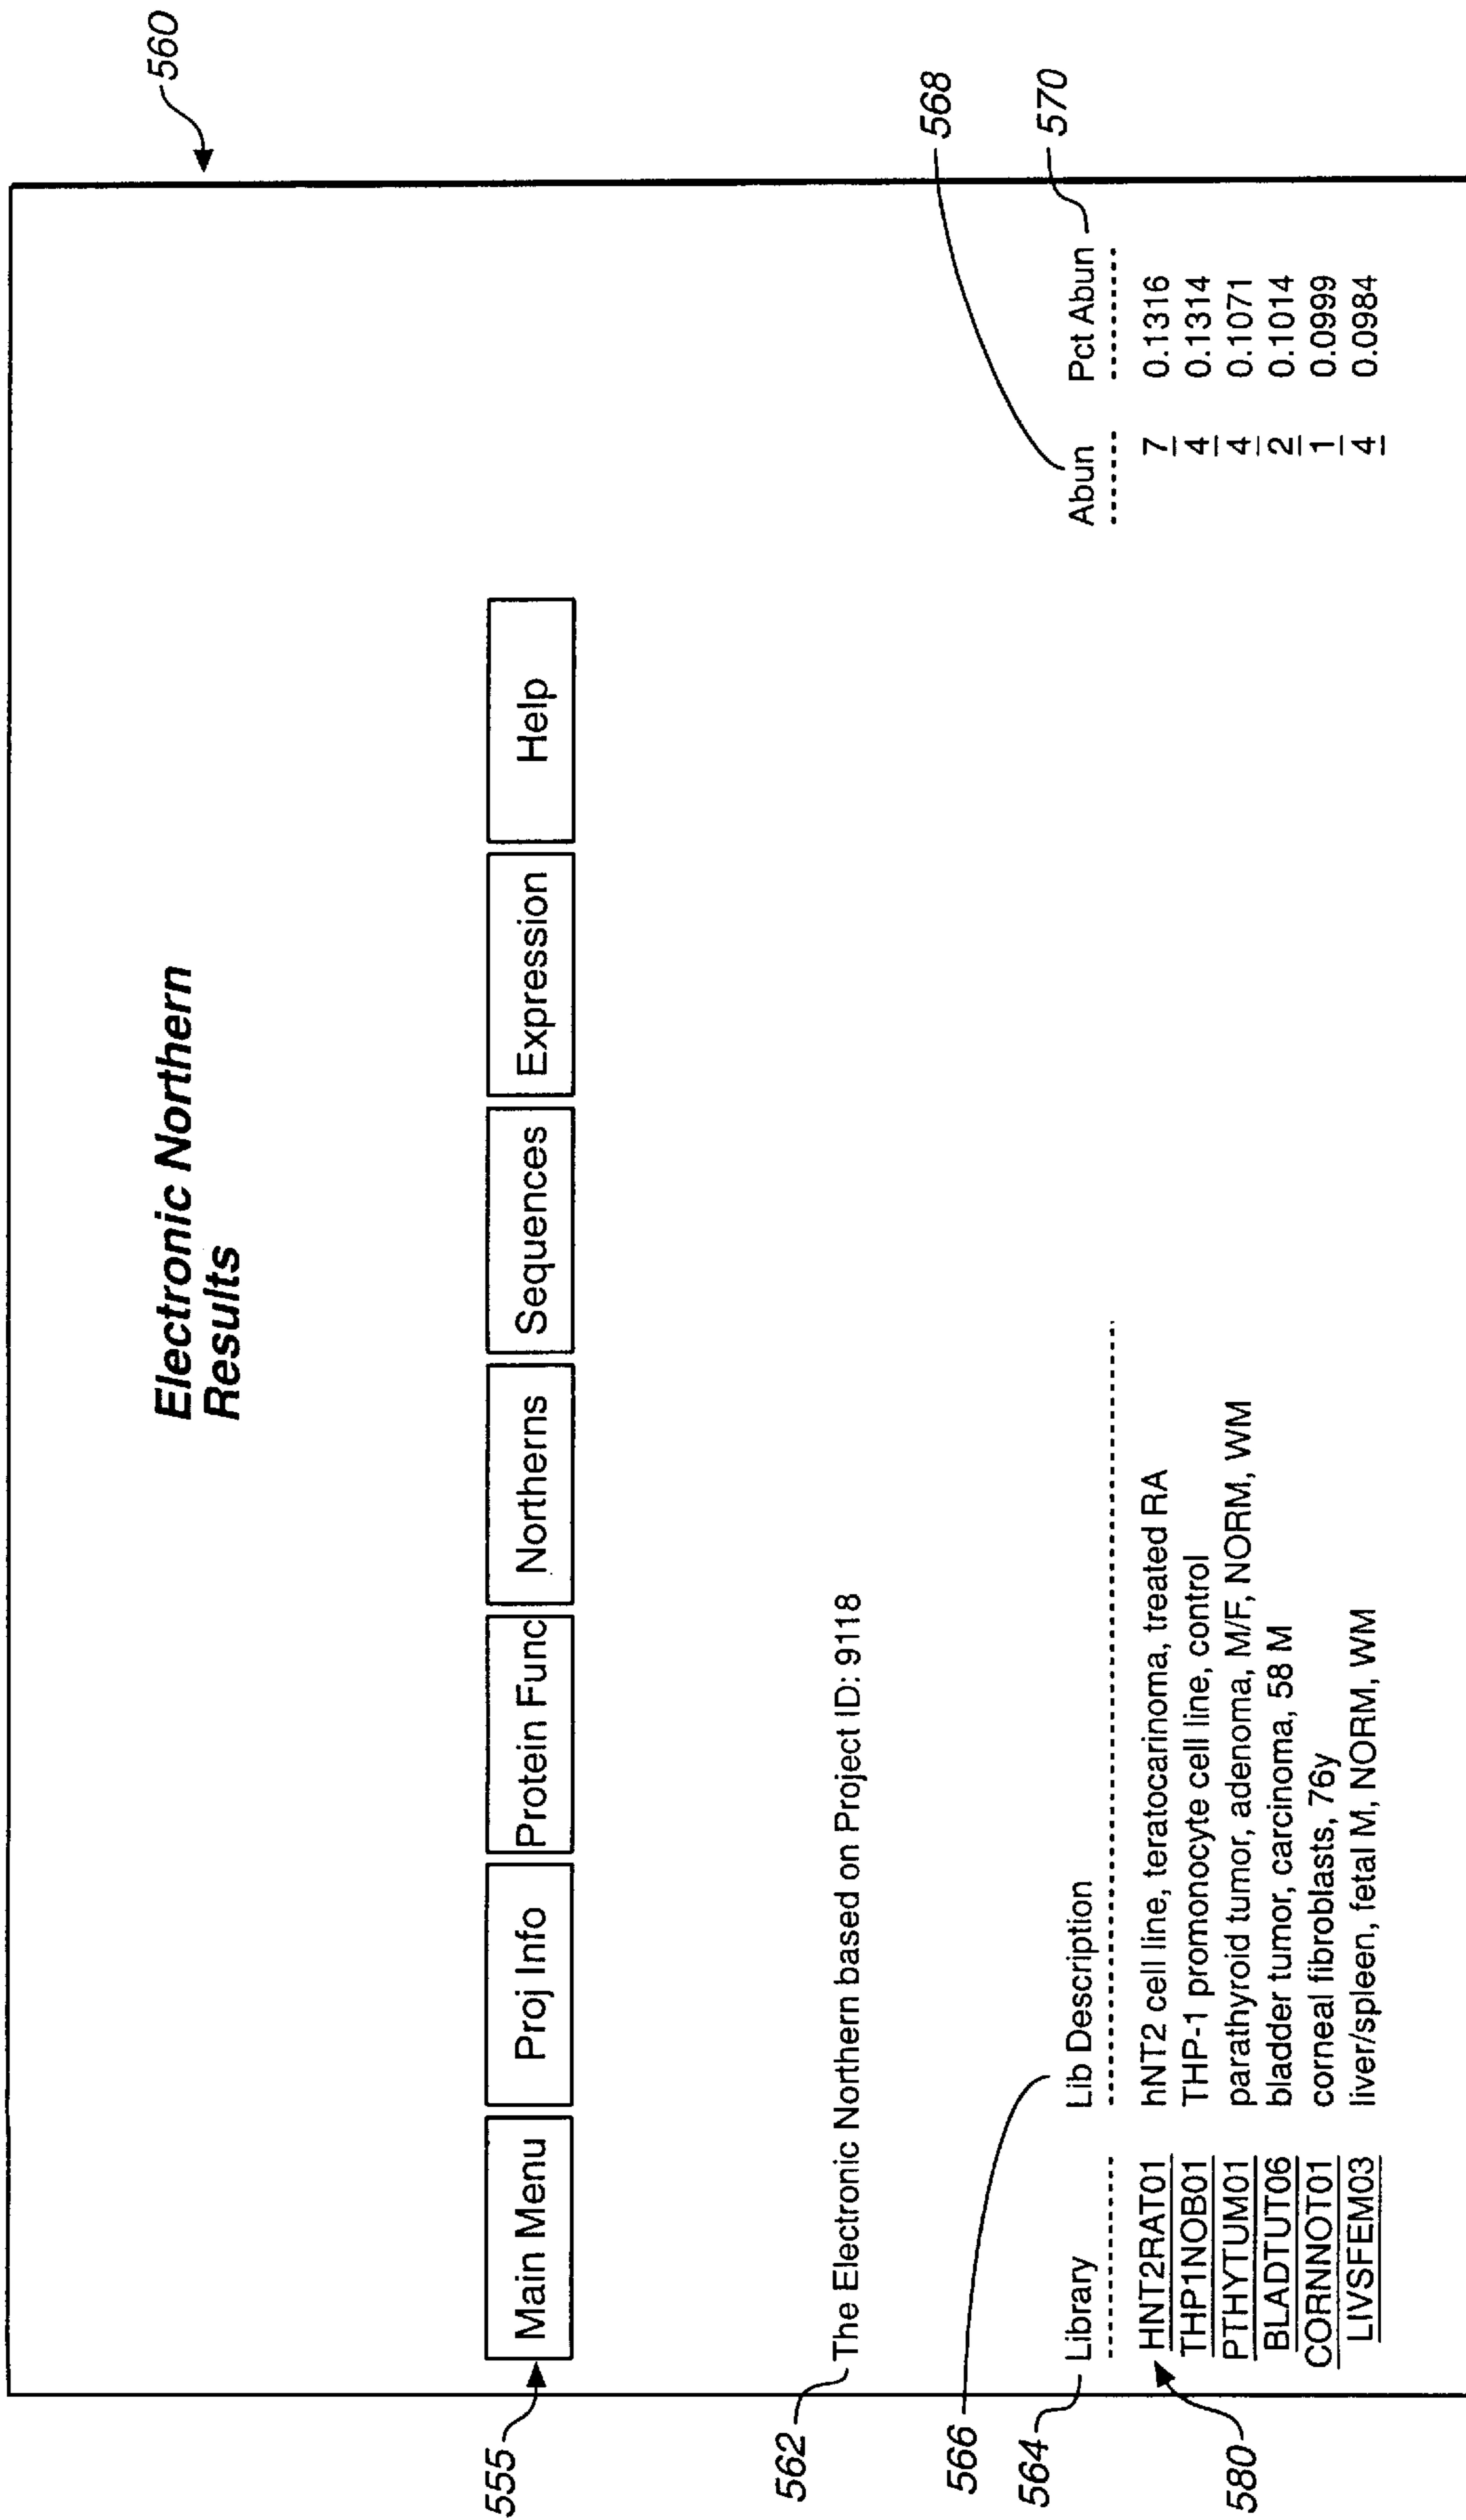 560
Electronic Northern
Results
555
Main Menu
Proj Info
Protein Func
Northerns
Sequences
Expression
Help
562
The Electronic Northern based on Project ID: 9118
566
568
564
570
Library Lib Description Abun Pct Abun
580
HNT2RAT01 hNT2 cell line, teratocarinoma, treated RA 7 0.1316
THP1NOB01 THP-1 promonocyte cell line, control 4 0.1314
PTHYTUM01 parathyroid tumor, adenoma, M/F, NORM, WM 4 0.1071
BLADTUT06 bladder tumor, carcinoma, 58 M 2 0.1014
CORNNOT01 corneal fibroblasts, 76y 1 0.0999
LIVSFEM03 liver/spleen, fetal M, NORM, WM 4 0.0984